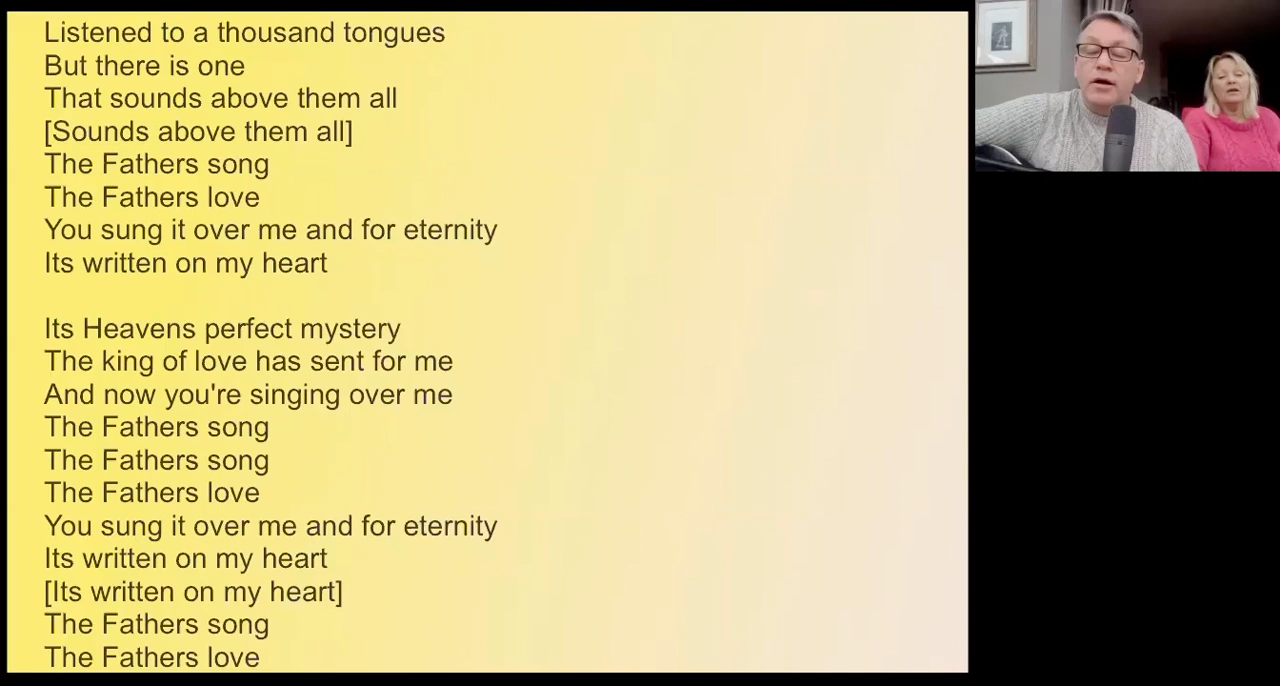 Listened to a thousand tongues
But there is one
That sounds above them all
[Sounds above them all]
The Fathers song
The Fathers love
You sung it over me and for eternity
Its written on my heart
Its Heavens perfect mystery
The king of love has sent for me
And now you're singing over me
The Fathers song
The Fathers song
The Fathers love
You sung it over me and for eternity
Its written on my heart
[Its written on my heart]
The Fathers song
The Fathers love